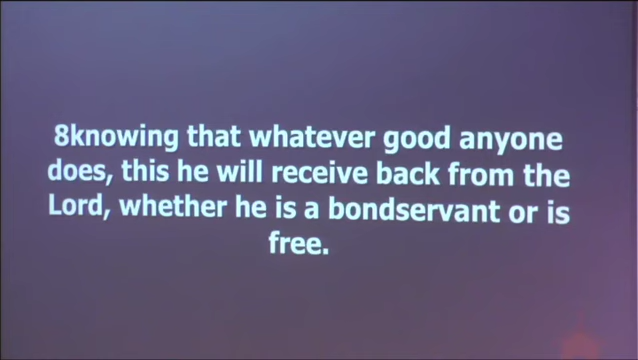 8knowing that whatever good anyone
does, this he will receive back from the
Lord, whether he is a bondservant or is
free.